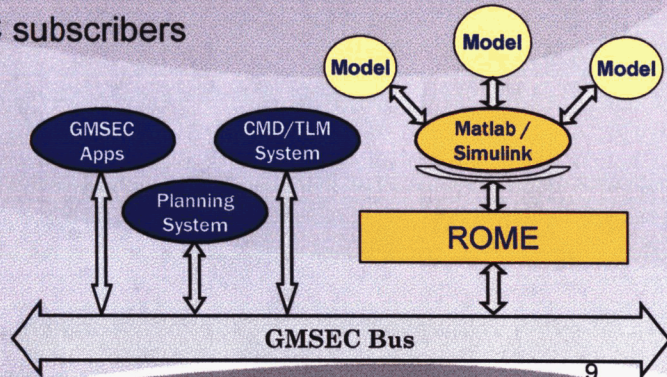 subscribers
Model
Model
Model
GMSEC
Apps
CMD/TLM
System
Matlab /
Simulink
Planning
System
ROME
GMSEC Bus
9